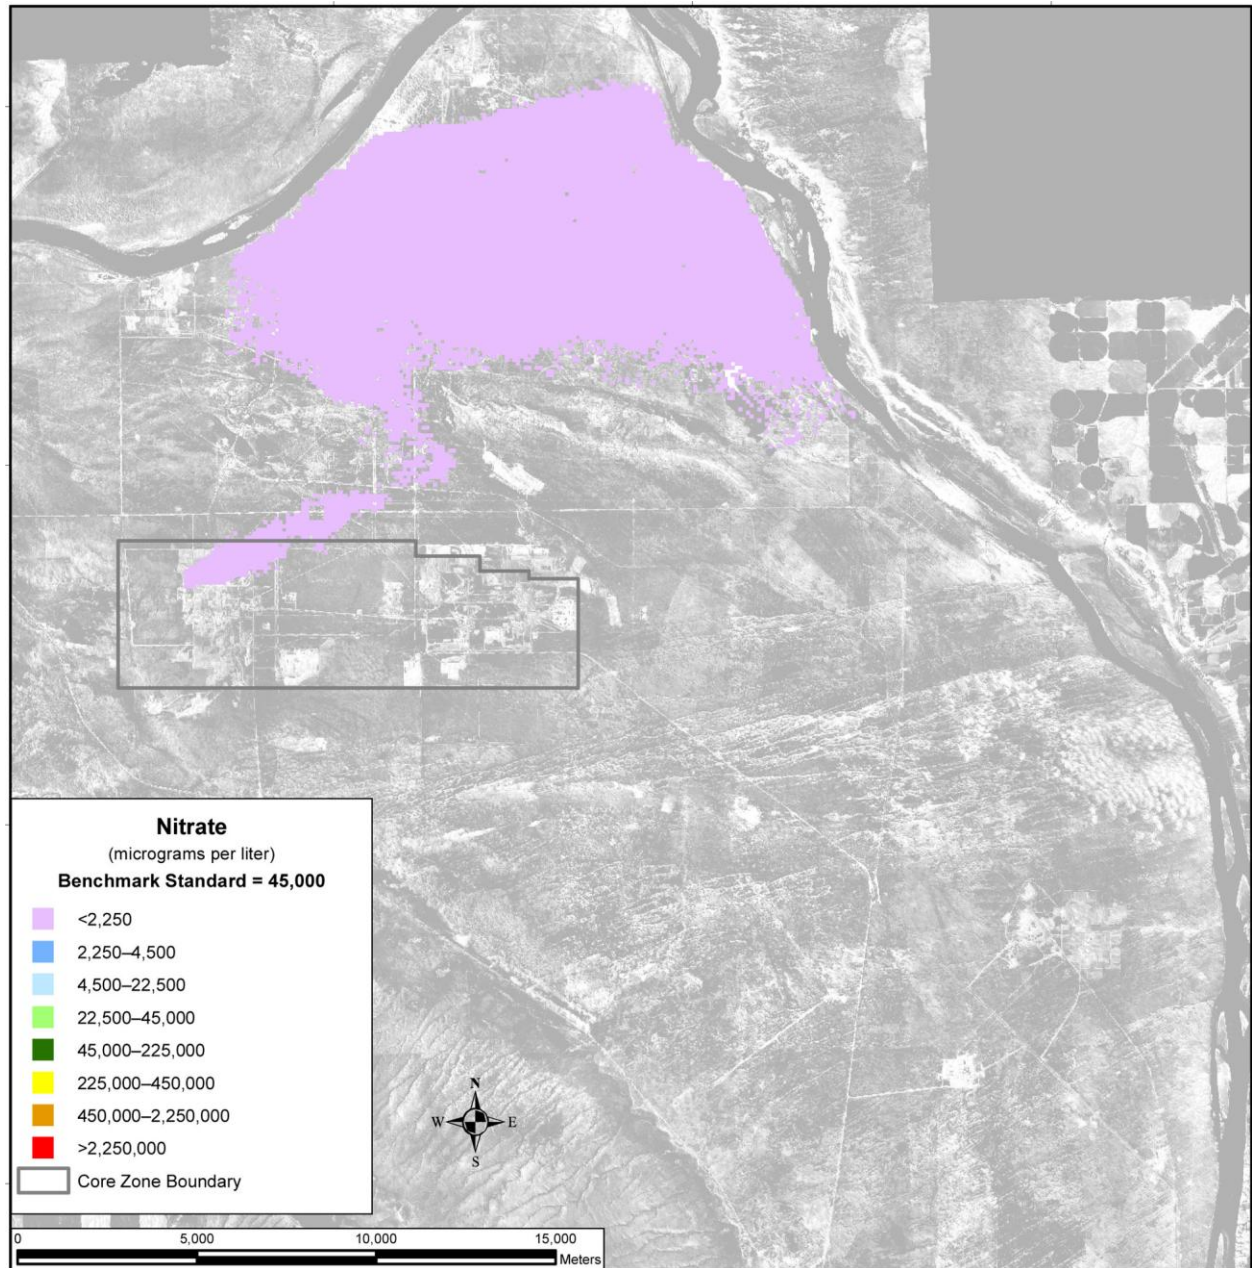 Nitrate
(micrograms per liter)
Benchmark Standard = 45,000
<2,250
2,250–4,500
4,500–22,500
22,500–45,000
45,000–225,000
225,000–450,000
450,000–2,250,000
>2,250,000
Core Zone Boundary
N
W E
S
0 5,000 10,000 15,000
Meters